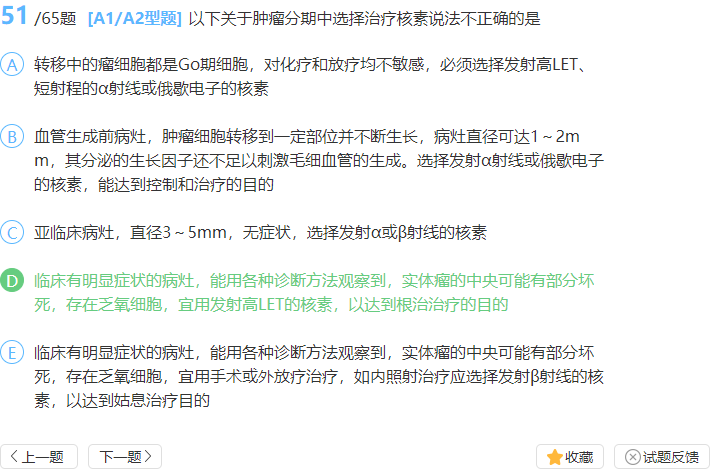 51 /65题 [A1/A2型题] 以下关于肿瘤分期中选择治疗核素说法不正确的是
A 转移中的瘤细胞都是Go期细胞，对化疗和放疗均不敏感，必须选择发射高LET、
短射程的α射线或俄歇电子的核素
B 血管生成前病灶，肿瘤细胞转移到一定部位并不断生长，病灶直径可达1～2m
m，其分泌的生长因子还不足以刺激毛细血管的生成。选择发射α射线或俄歇电子
的核素，能达到控制和治疗的目的
C 亚临床病灶，直径3～5mm，无症状，选择发射α或β射线的核素
D 临床有明显症状的病灶，能用各种诊断方法观察到，实体瘤的中央可能有部分坏
死，存在乏氧细胞，宜用发射高LET的核素，以达到根治治疗的目的
E 临床有明显症状的病灶，能用各种诊断方法观察到，实体瘤的中央可能有部分坏
死，存在乏氧细胞，宜用手术或外放疗治疗，如内照射治疗应选择发射β射线的核
素，以达到姑息治疗目的
上一题 下一题 收藏 试题反馈